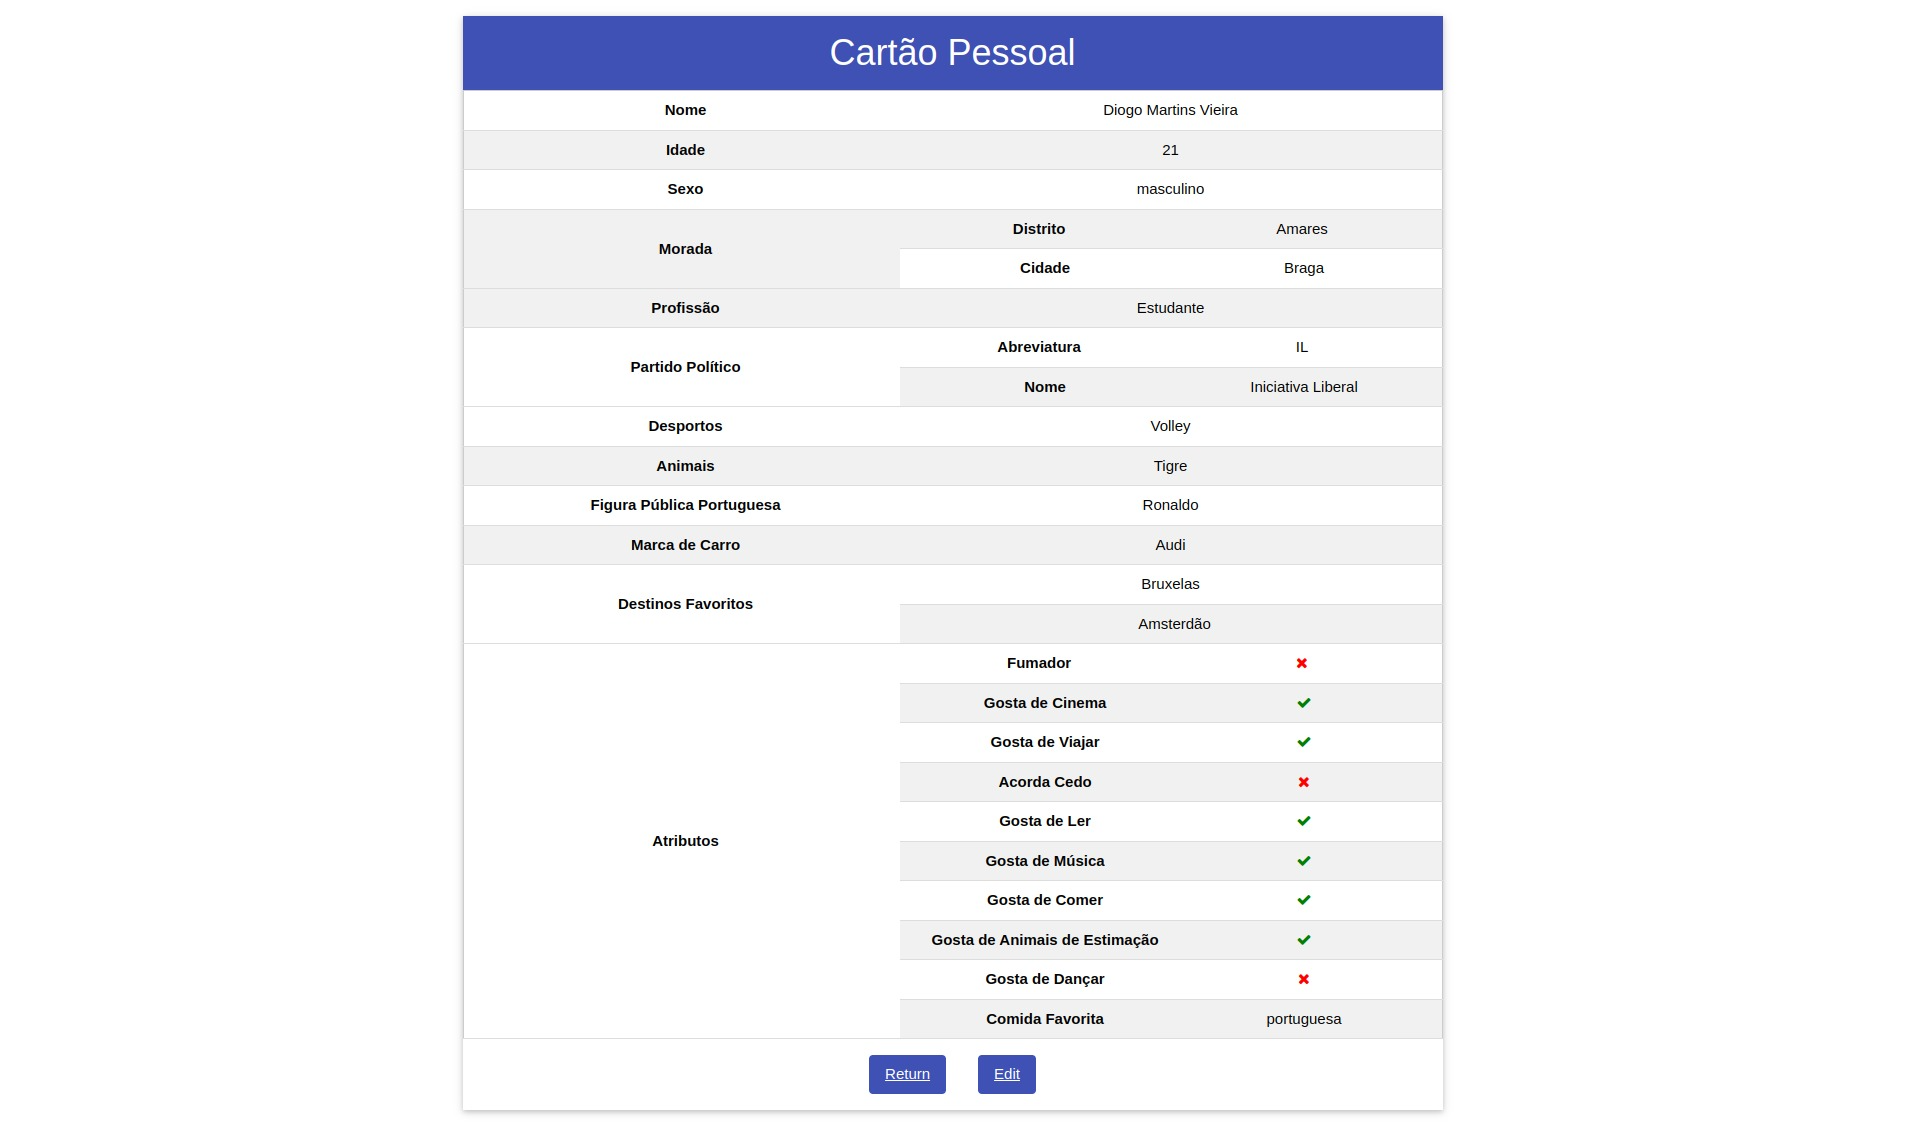 Cartão Pessoal
Nome Diogo Martins Vieira
Idade 21
Sexo masculino
Morada
Distrito Amares
Cidade Braga
Profissão Estudante
Partido Político
Abreviatura IL
Nome Iniciativa Liberal
Desportos Volley
Animais Tigre
Figura Pública Portuguesa Ronaldo
Marca de Carro Audi
Destinos Favoritos
Bruxelas
Amsterdão
Atributos
Fumador ✖
Gosta de Cinema ✔
Gosta de Viajar ✔
Acorda Cedo ✖
Gosta de Ler ✔
Gosta de Música ✔
Gosta de Comer ✔
Gosta de Animais de Estimação ✔
Gosta de Dançar ✖
Comida Favorita portuguesa
Return Edit